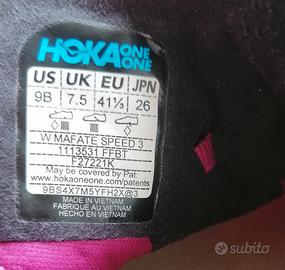 HOKA ONE ONE
US UK EU JPN
9B 7.5 41⅓ 26
W MAFATE SPEED 3
1113531 FFBT
F27221K
May be covered by Pat:
www.hokaoneone.com/patents
9BS4X7M5YFH2X@3
MADE IN VIETNAM
FABRIQUÉ AU VIETNAM
HECHO EN VIETNAM
subito